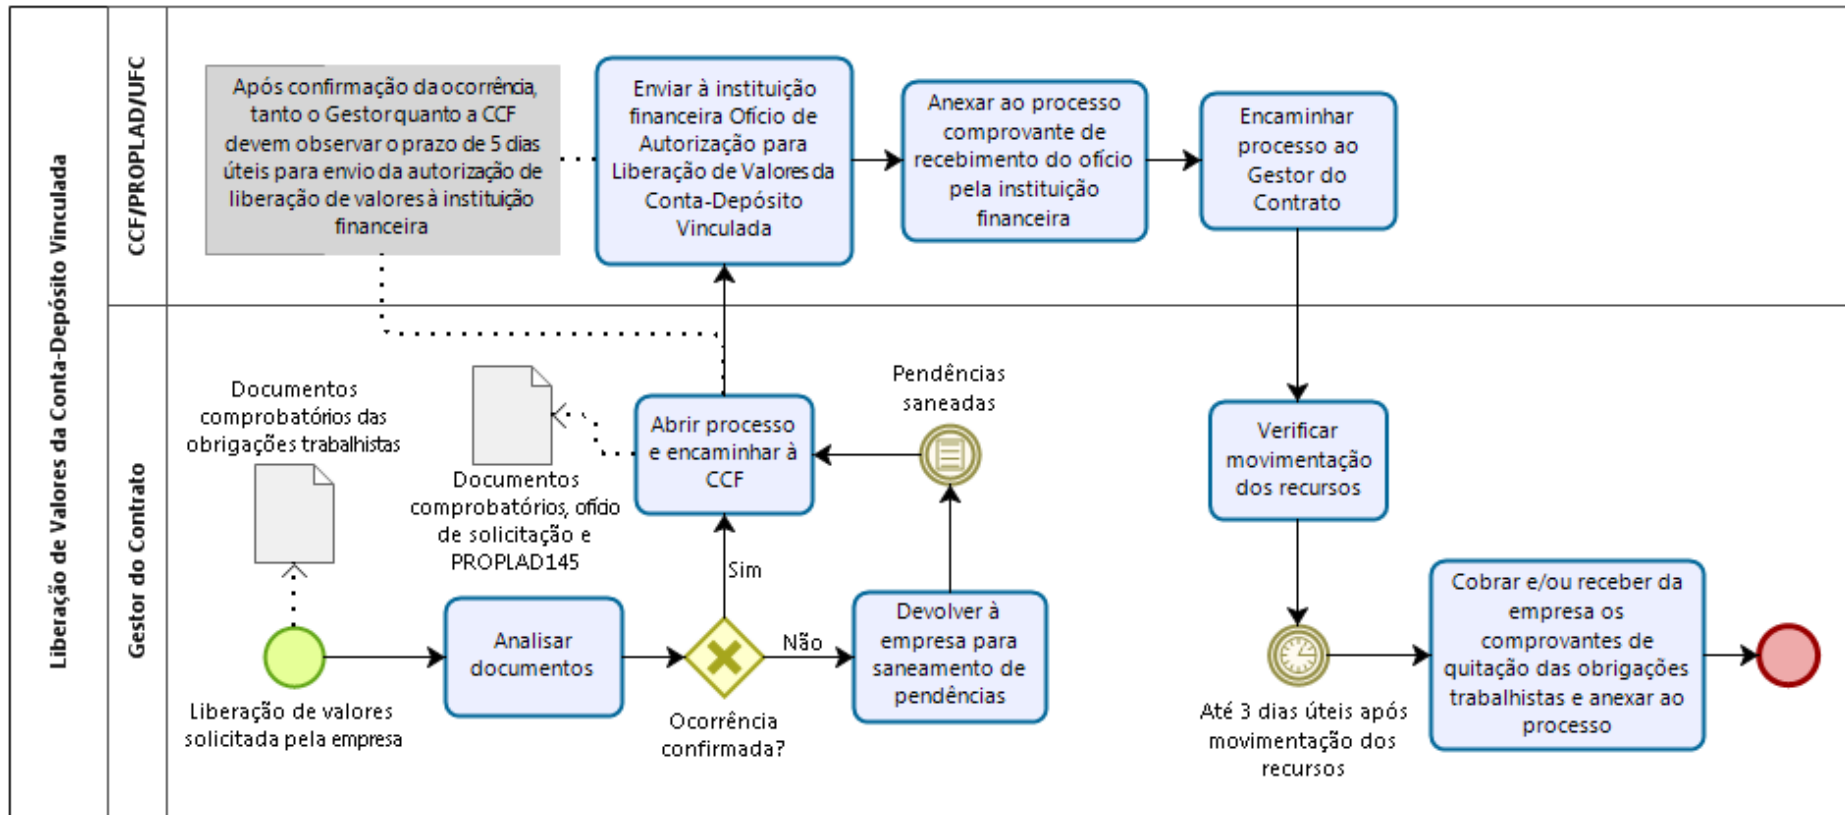 Liberação de Valores da Conta-Depósito Vinculada
CCF/PROPLAD/UFC
Após confirmação da ocorrência,
tanto o Gestor quanto a CCF
devem observar o prazo de 5 dias
úteis para envio da autorização de
liberação de valores à instituição
financeira
Enviar à instituição
financeira Ofício de
Autorização para
Liberação de Valores da
Conta-Depósito
Vinculada
Anexar ao processo
comprovante de
recebimento do ofício
pela instituição
financeira
Encaminhar
processo ao
Gestor do
Contrato
Gestor do Contrato
Documentos
comprobatórios das
obrigações trabalhistas
Liberação de valores
solicitada pela empresa
Analisar
documentos
Documentos
comprobatórios, ofício
de solicitação e
PROPLAD145
Abrir processo
e encaminhar à
CCF
Sim
Ocorrência
confirmada?
Não
Devolver à
empresa para
saneamento de
pendências
Pendências
saneadas
Verificar
movimentação
dos recursos
Até 3 dias úteis após
movimentação dos
recursos
Cobrar e/ou receber da
empresa os
comprovantes de
quitação das obrigações
trabalhistas e anexar ao
processo